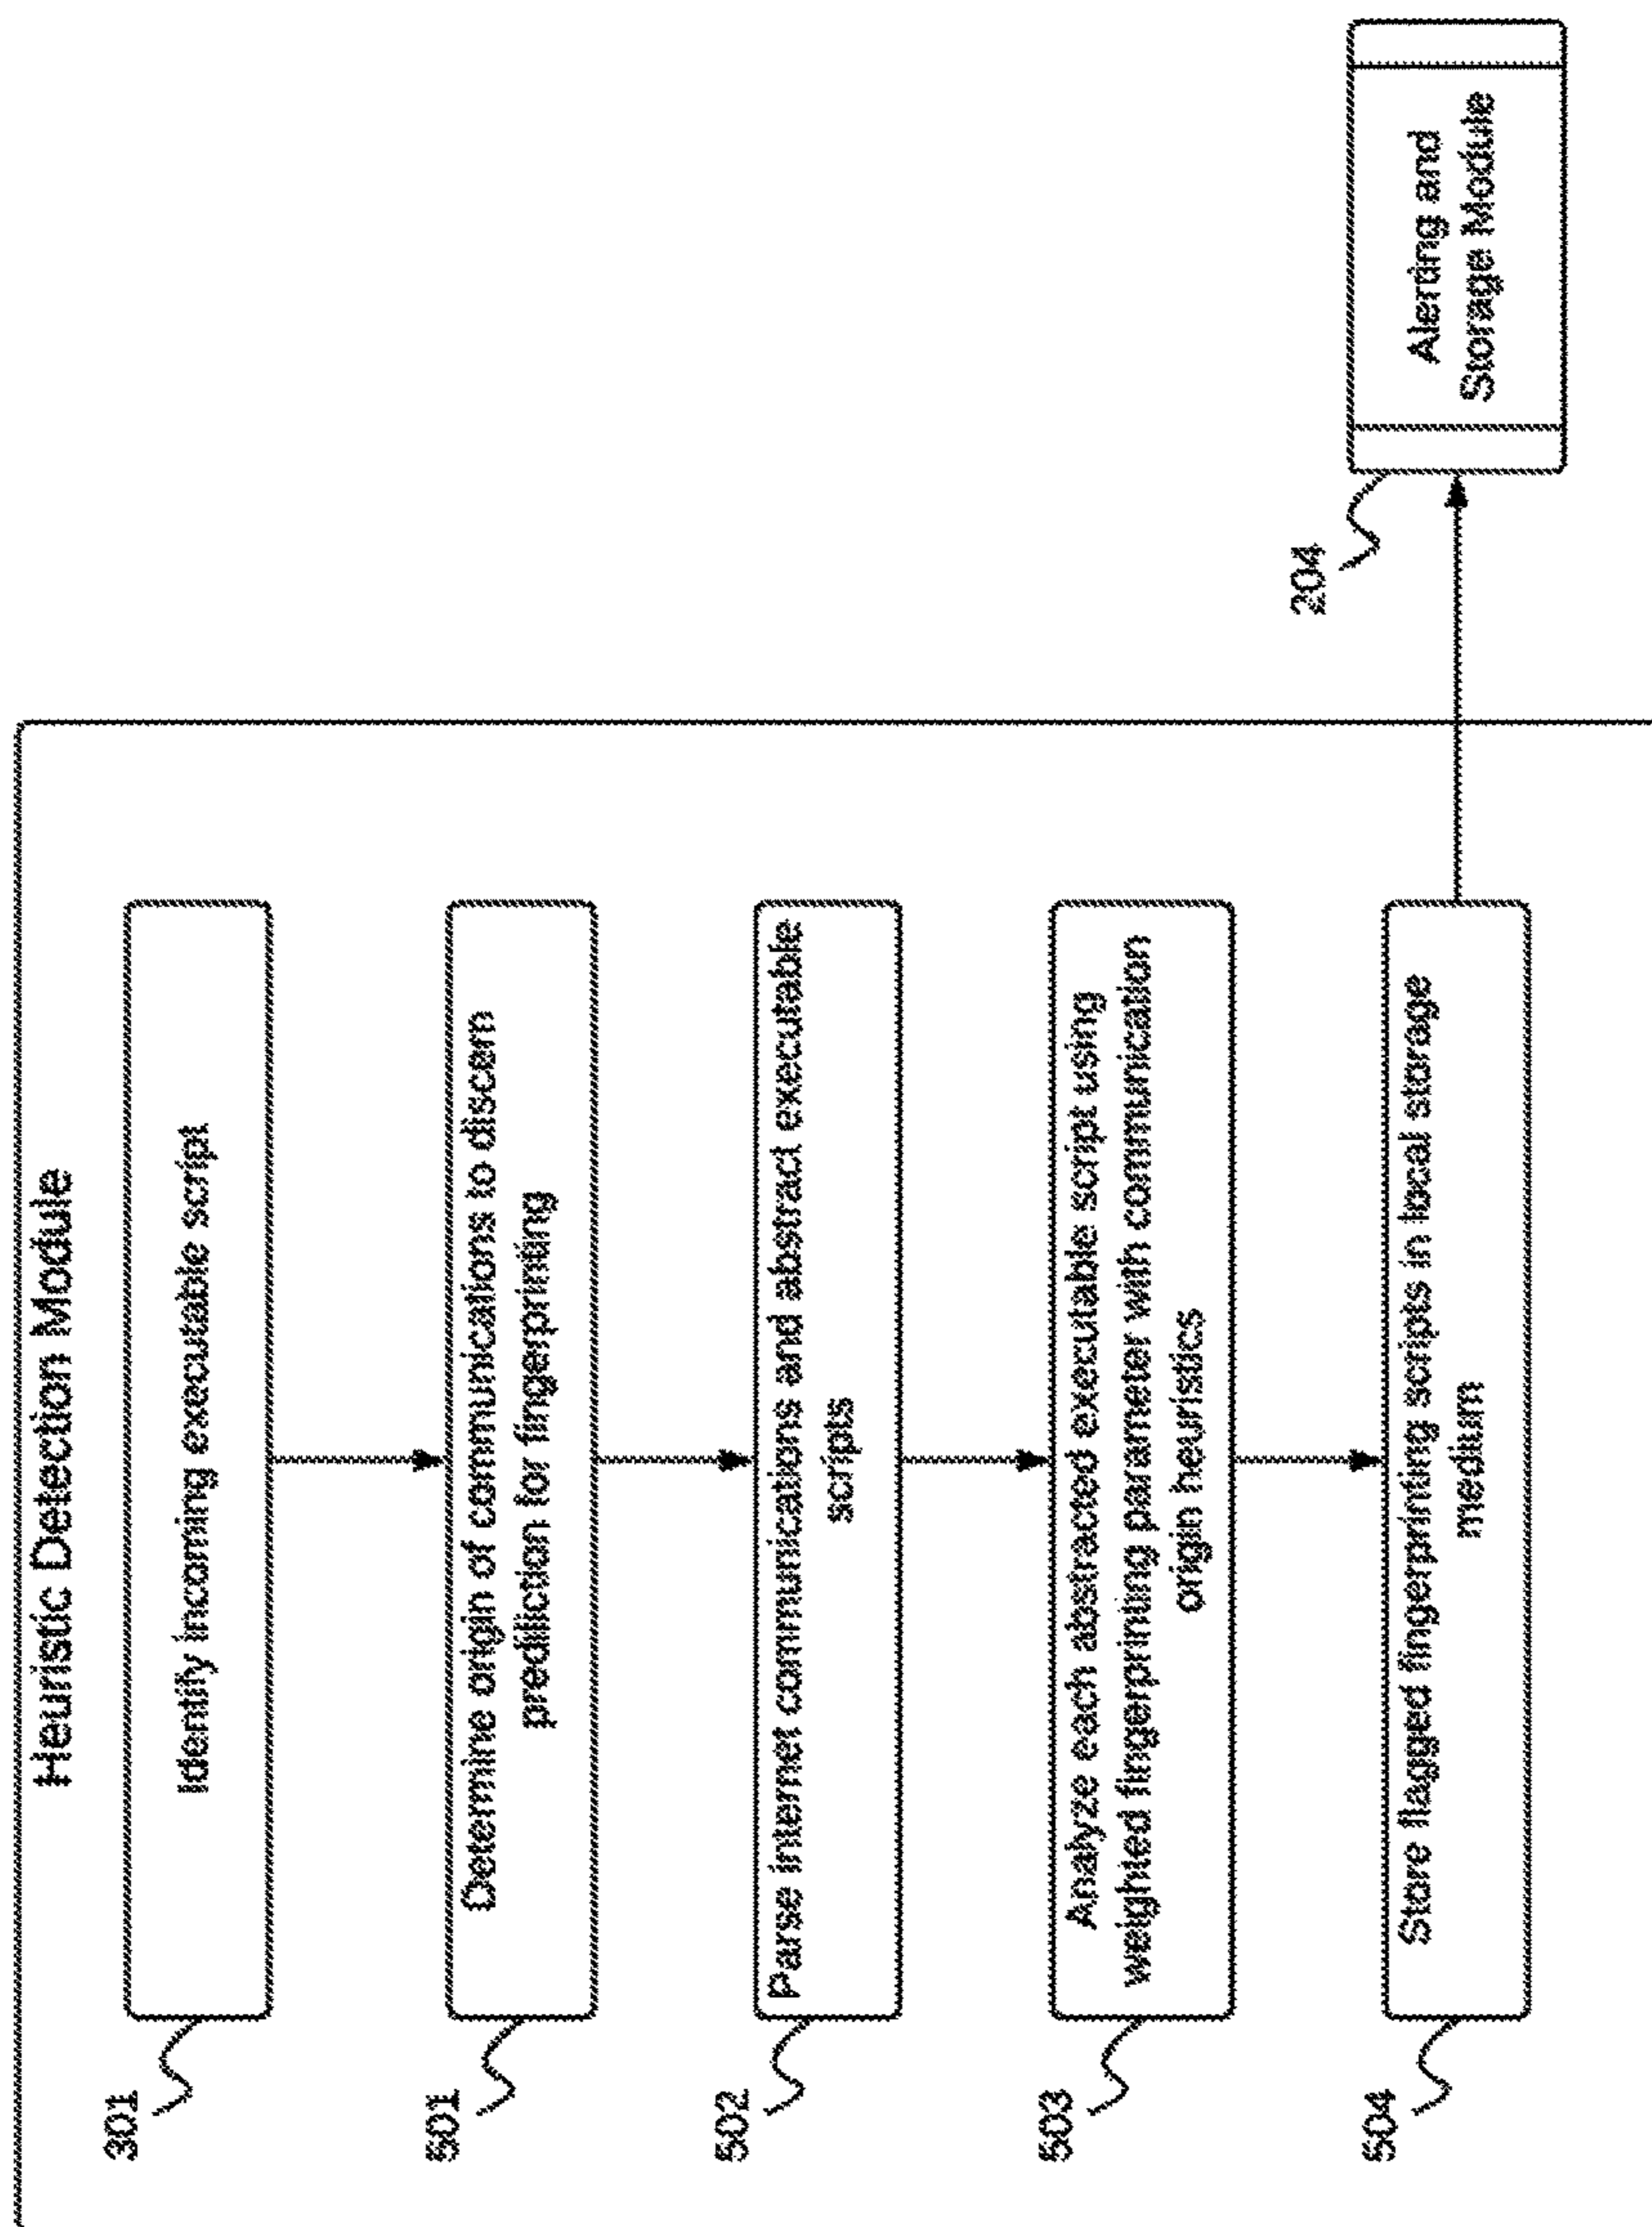 Heuristic Detection Module
301
Identify incoming executable script
501
Determine origin of communications to discern
prediliction for fingerprinting
502
Parse internet communications and abstract executable
scripts
503
Analyze each abstracted executable script using
weighted fingerprinting parameter with communication
origin heuristics
504
Store flagged fingerprinting scripts in local storage
medium
204
Alerting and
Storage Module